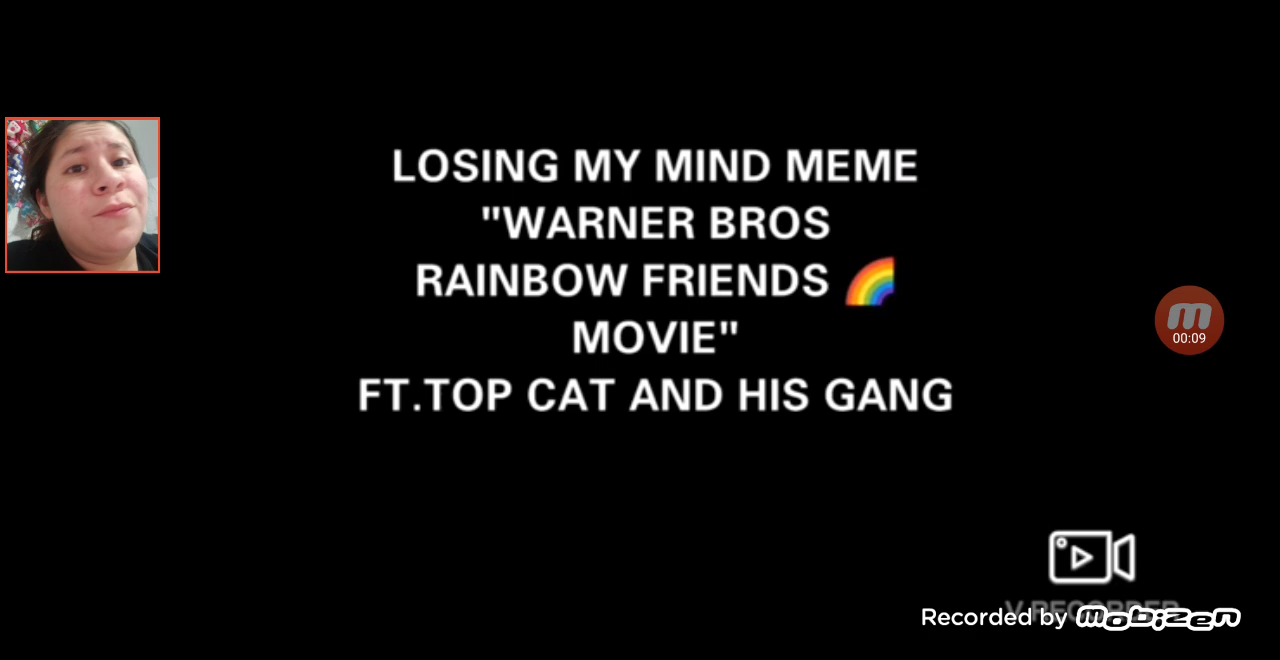 LOSING MY MIND MEME
"WARNER BROS
RAINBOW FRIENDS 🌈
MOVIE"
FT.TOP CAT AND HIS GANG
m
00:09
V RECORDER
Recorded by mobizen